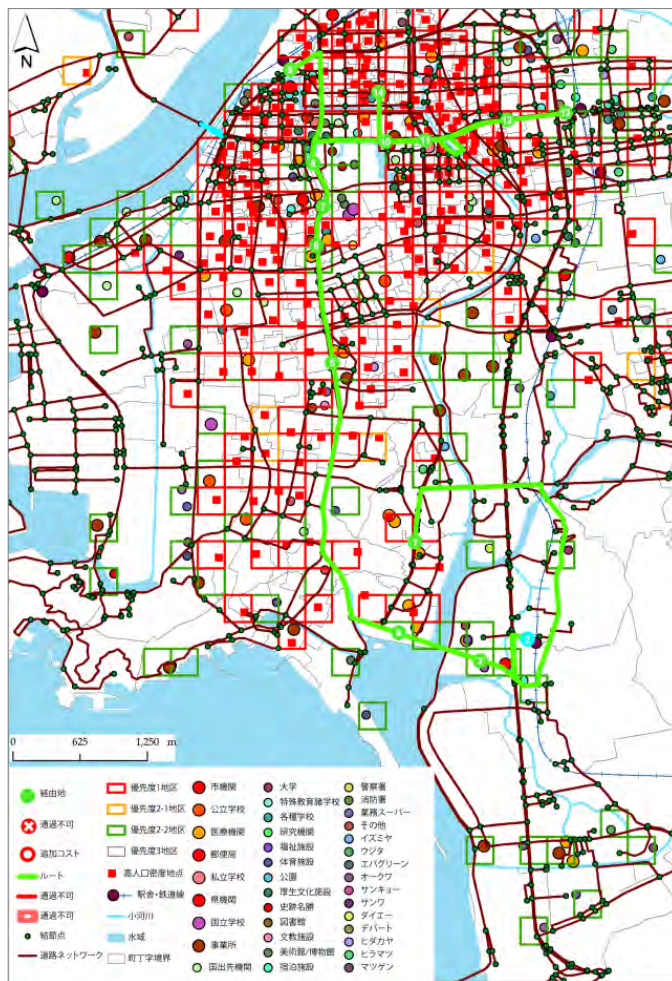 N
14
10
11
12
13
1
2
0 625 1,250 m
経由地
通過不可
追加コスト
ルート
通過不可
通過不可
結節点
道路ネットワーク
優先度1地区
優先度2-1地区
優先度2-2地区
優先度3地区
高人口密度地点
駅舎・鉄道線
小河川
水域
町丁字境界
市機関
公立学校
医療機関
郵便局
私立学校
県機関
国立学校
事業所
国出先機関
大学
特殊教育諸学校
各種学校
研究機関
福祉施設
体育施設
公園
厚生文化施設
史跡名勝
図書館
文教施設
美術館/博物館
宿泊施設
警察署
消防署
業務スーパー
その他
イズミヤ
ウジタ
エバグリーン
オークワ
サンキョー
サンワ
ダイエー
デパート
ヒダカヤ
ヒラマツ
マツゲン